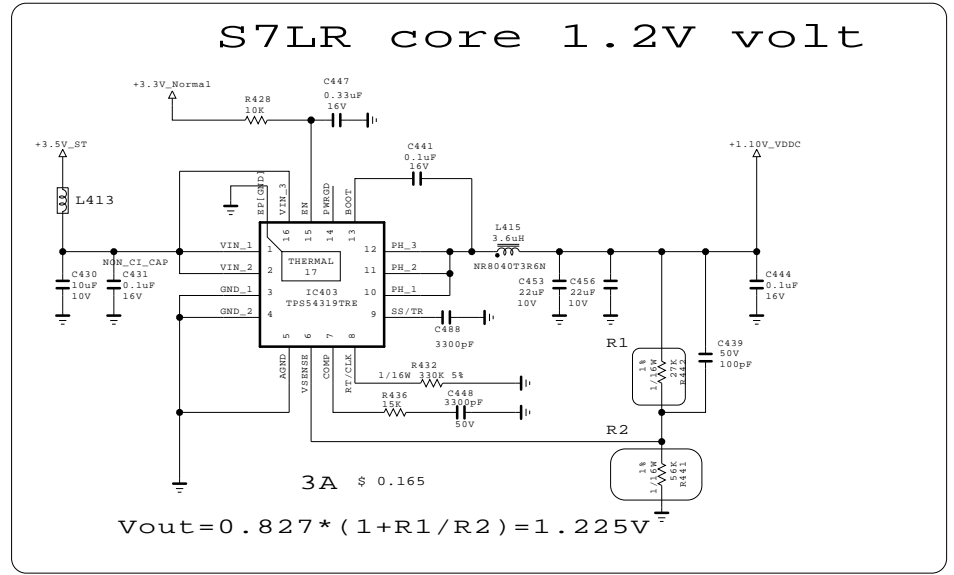 S7LR core 1.2V volt
C447
0.33uF
16V
+3.3V_Normal
R428
10K
+3.5V_ST
C441
0.1uF
16V
+1.10V_VDDC
L413
EP[GND]
VIN_3
EN
PWRGD
BOOT
16
15
14
13
L415
3.6uH
NR8040T3R6N
VIN_1
1
12
PH_3
NON_CI_CAP
THERMAL
17
VIN_2
2
11
PH_2
C430
10uF
10V
C431
0.1uF
16V
GND_1
3
10
PH_1
IC403
TPS54319TRE
GND_2
4
9
SS/TR
C453
22uF
10V
C456
22uF
10V
C444
0.1uF
16V
5
6
7
8
C488
3300pF
AGND
VSENSE
COMP
RT/CLK
R1
C439
50V
100pF
1%
1/16W
27K
R442
R432
1/16W 330K 5%
R436
15K
C448
3300pF
50V
R2
1%
1/16W
56K
R441
3A $ 0.165
Vout=0.827*(1+R1/R2)=1.225V